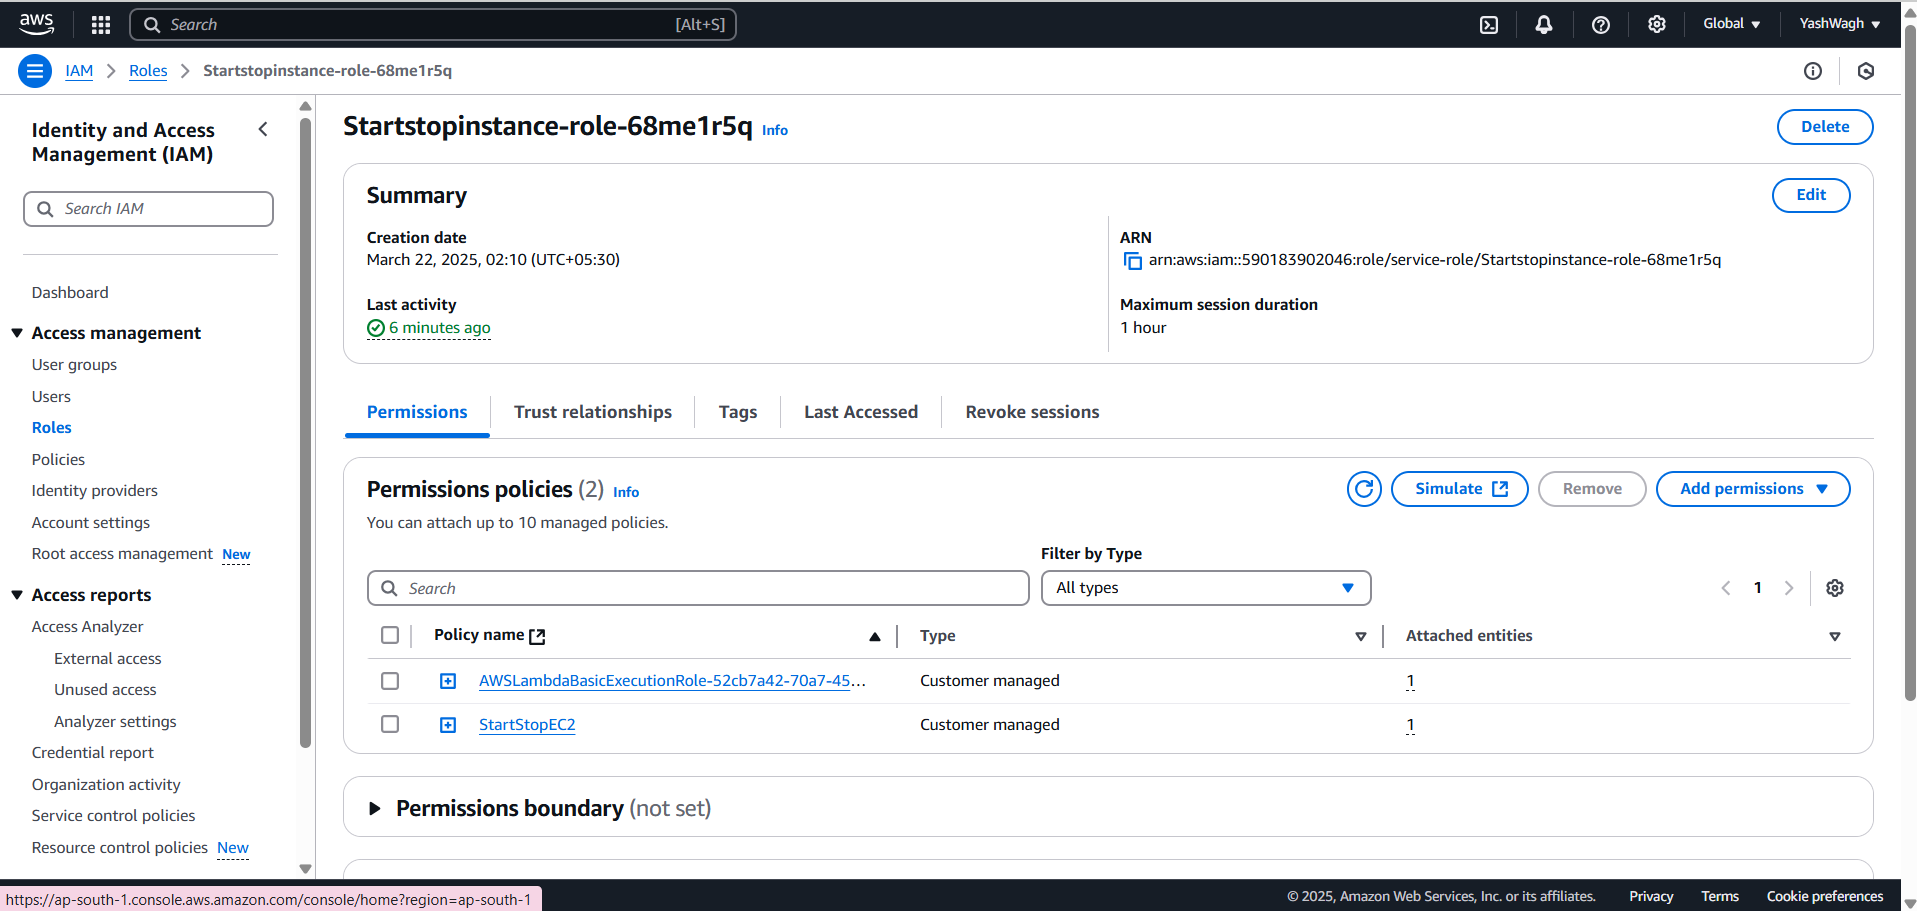 aws
Search [Alt+S]
Global
YashWagh
IAM > Roles > Startstopinstance-role-68me1r5q
Identity and Access
Management (IAM)
Search IAM
Dashboard
Access management
User groups
Users
Roles
Policies
Identity providers
Account settings
Root access management New
Access reports
Access Analyzer
External access
Unused access
Analyzer settings
Credential report
Organization activity
Service control policies
Resource control policies New
Startstopinstance-role-68me1r5q Info
Delete
Summary
Edit
Creation date
March 22, 2025, 02:10 (UTC+05:30)
ARN
arn:aws:iam::590183902046:role/service-role/Startstopinstance-role-68me1r5q
Last activity
6 minutes ago
Maximum session duration
1 hour
Permissions
Trust relationships
Tags
Last Accessed
Revoke sessions
Permissions policies (2) Info
Simulate
Remove
Add permissions
You can attach up to 10 managed policies.
Filter by Type
Search
All types
1
Policy name
Type
Attached entities
AWSLambdaBasicExecutionRole-52cb7a42-70a7-45... Customer managed 1
StartStopEC2 Customer managed 1
Permissions boundary (not set)
https://ap-south-1.console.aws.amazon.com/console/home?region=ap-south-1
© 2025, Amazon Web Services, Inc. or its affiliates.
Privacy
Terms
Cookie preferences